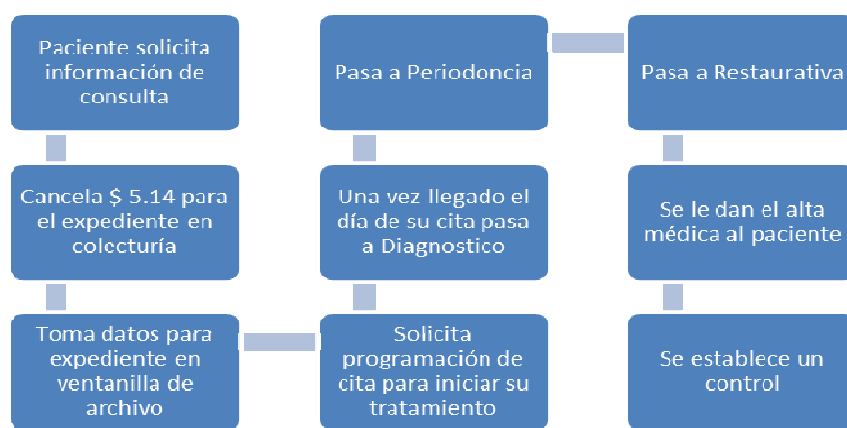 Paciente solicita
información de
consulta
Cancela $ 5.14 para
el expediente en
colecturía
Toma datos para
expediente en
ventanilla de
archivo
Solicita
programación de
cita para iniciar su
tratamiento
Una vez llegado el
día de su cita pasa
a Diagnostico
Pasa a Periodoncia
Pasa a Restaurativa
Se le dan el alta
médica al paciente
Se establece un
control